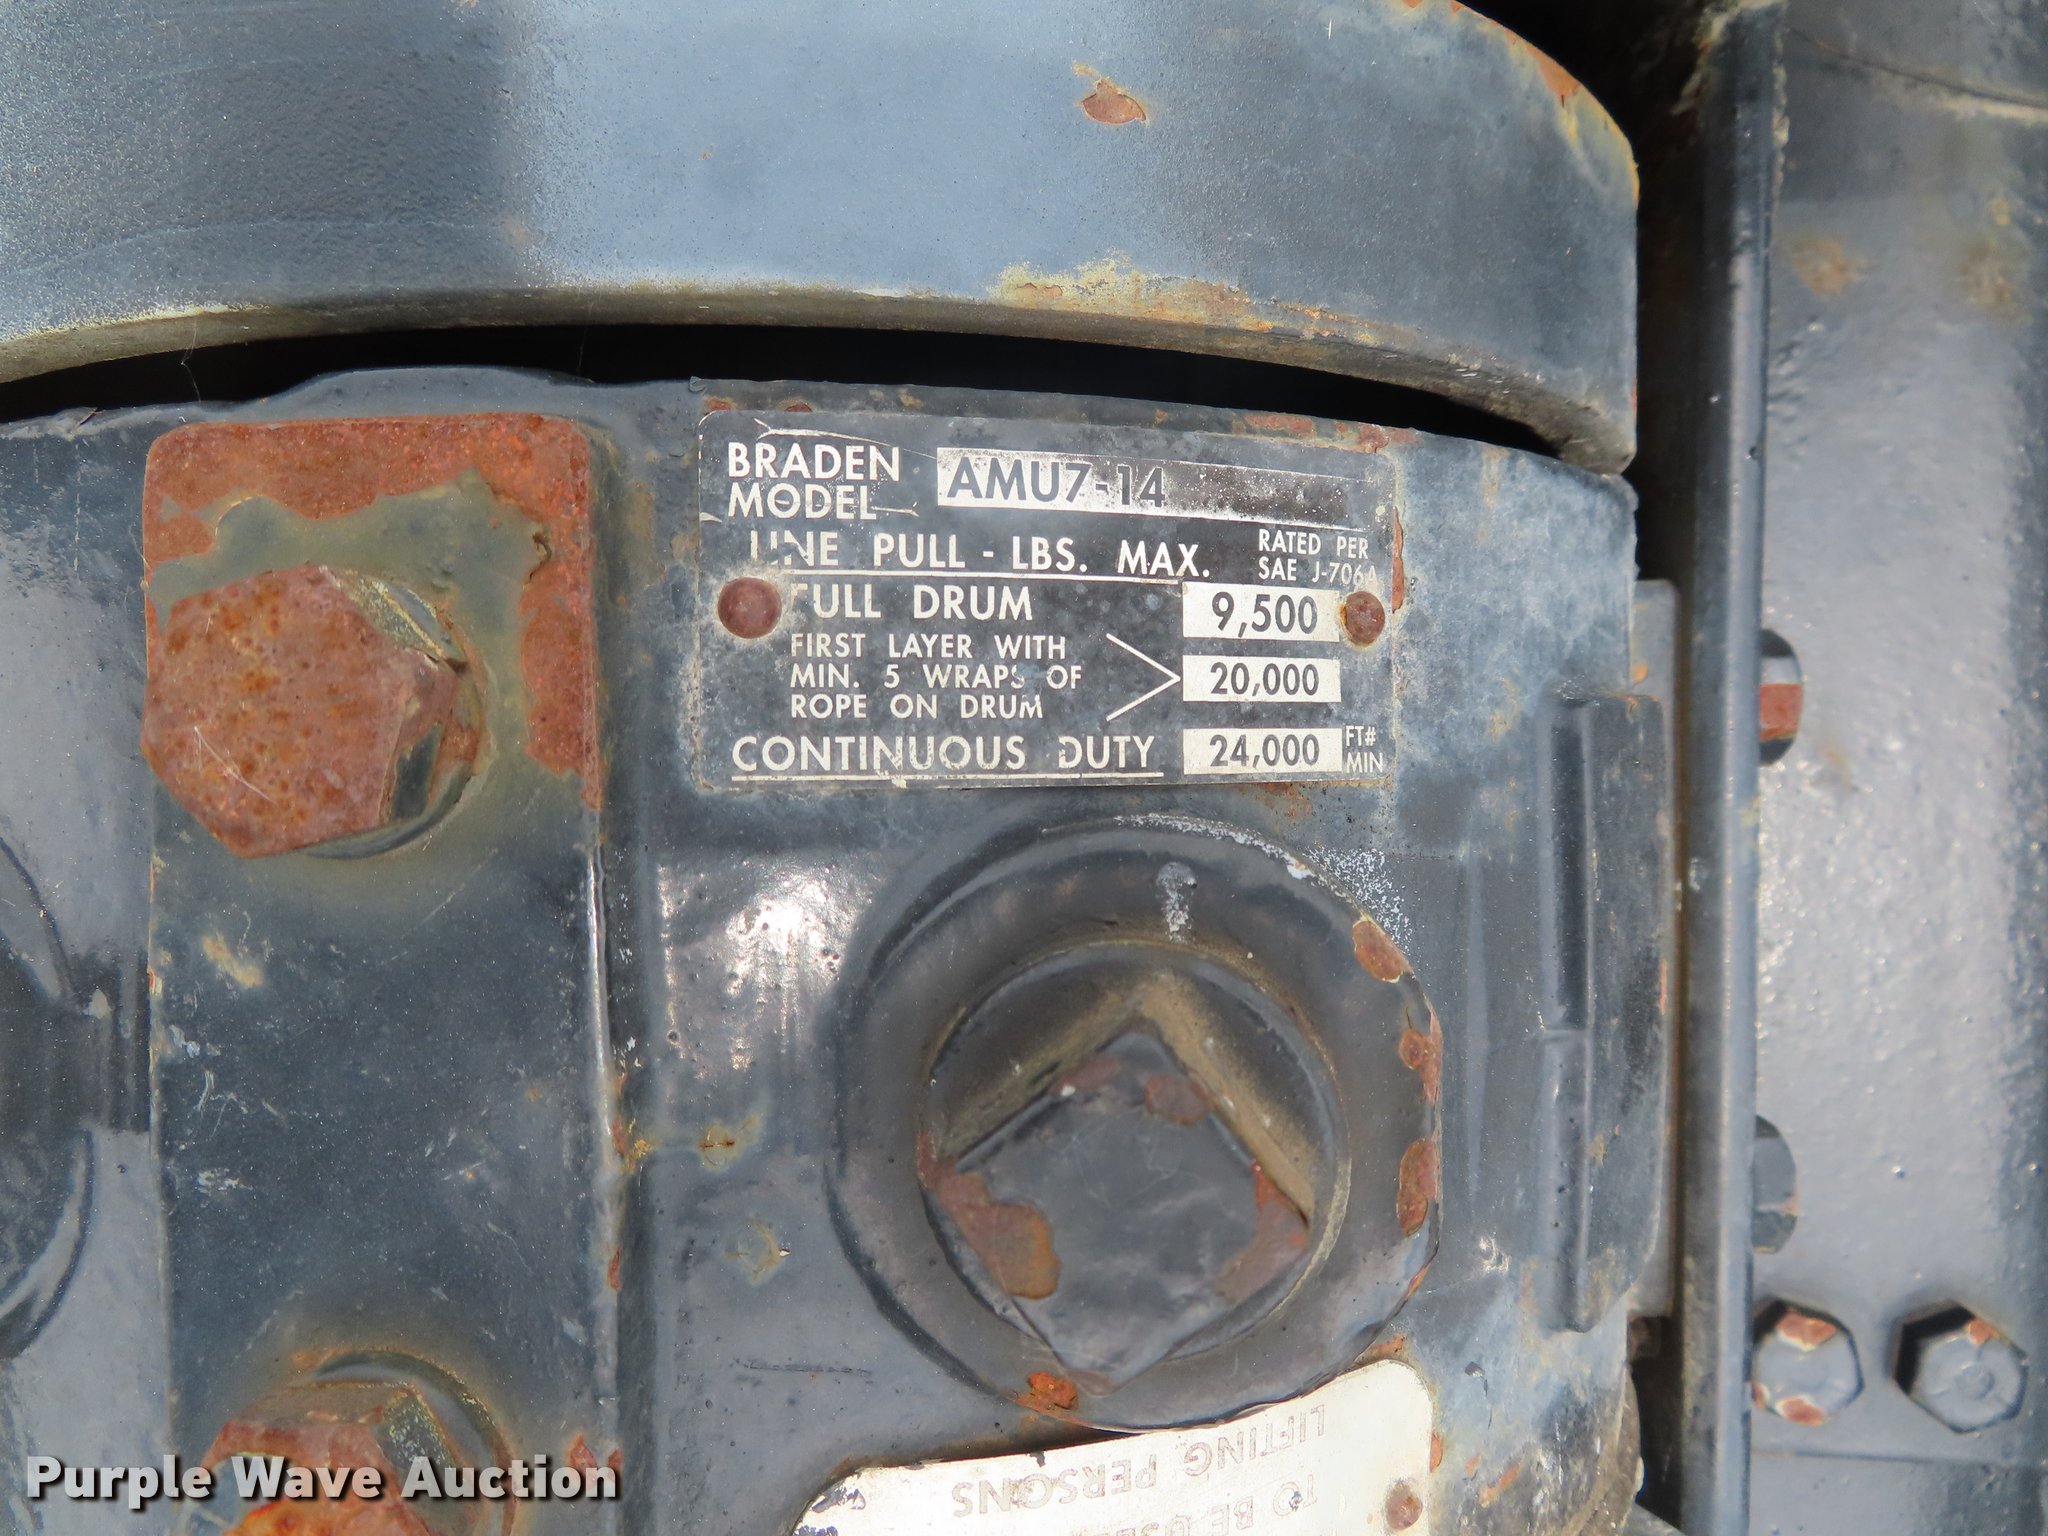 BRADEN
MODEL AMU7-14
LINE PULL - LBS. MAX. RATED PER
SAE J-706A
FULL DRUM 9,500
FIRST LAYER WITH
MIN. 5 WRAPS OF 20,000
ROPE ON DRUM
CONTINUOUS DUTY 24,000 FT#
MIN
LIFTING PERSONS
TO BE USED
Purple Wave Auction